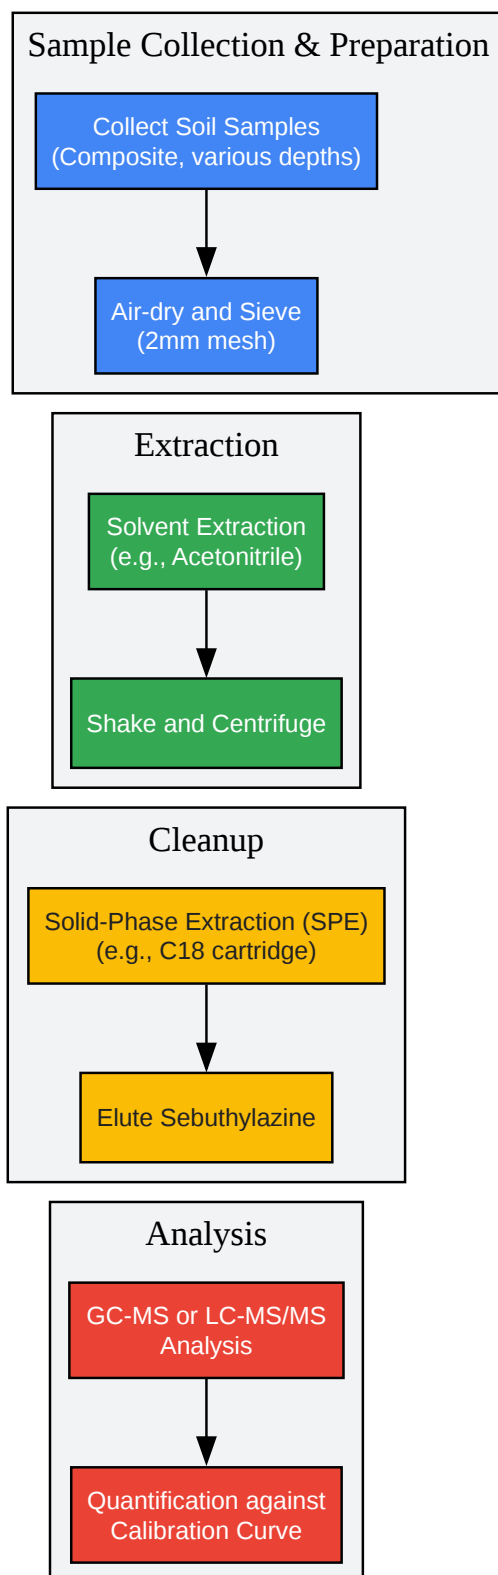 Sample Collection & Preparation
Collect Soil Samples
(Composite, various depths)
Air-dry and Sieve
(2mm mesh)
Extraction
Solvent Extraction
(e.g., Acetonitrile)
Shake and Centrifuge
Cleanup
Solid-Phase Extraction (SPE)
(e.g., C18 cartridge)
Elute Sebuthylazine
Analysis
GC-MS or LC-MS/MS
Analysis
Quantification against
Calibration Curve